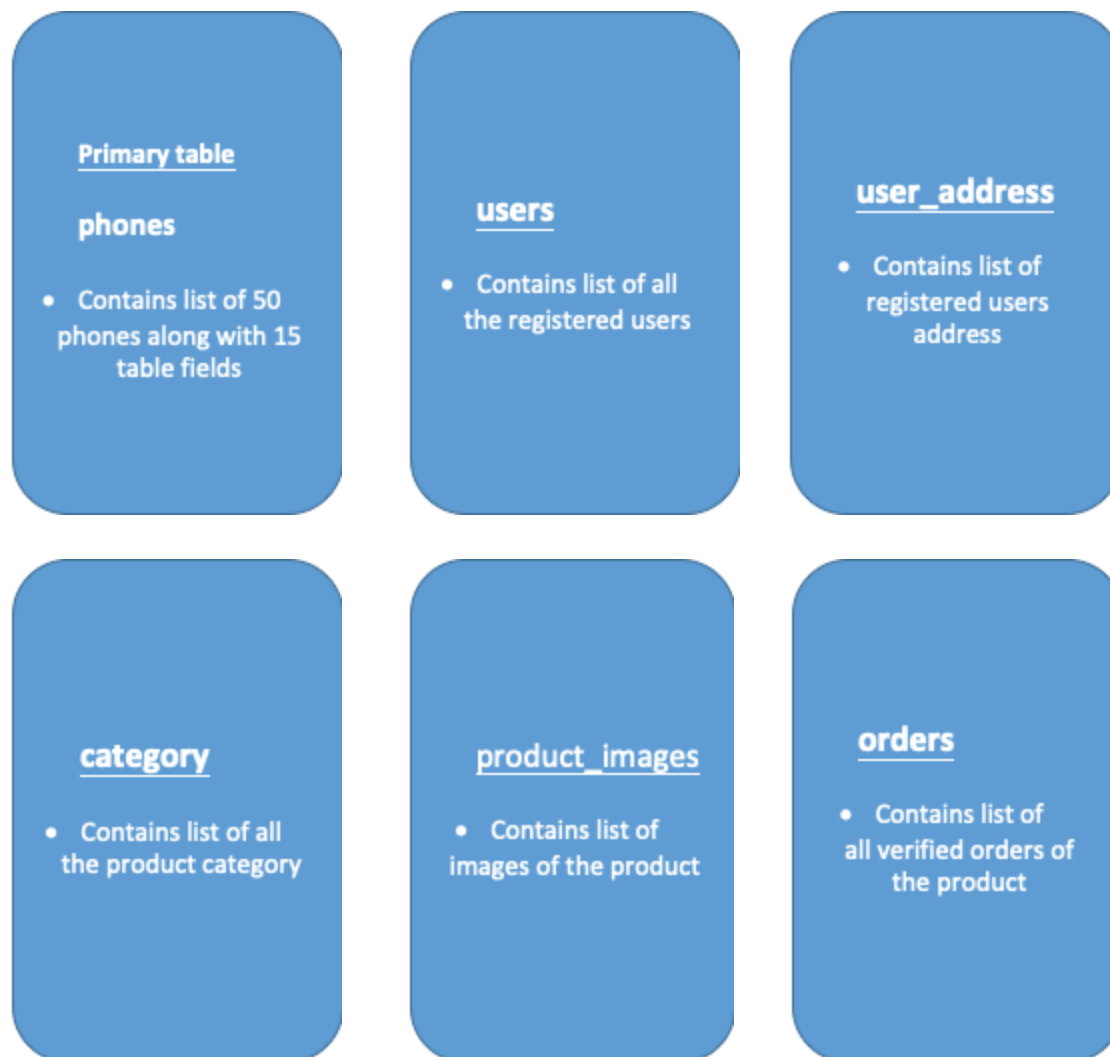 Primary table
phones
• Contains list of 50
phones along with 15
table fields
users
• Contains list of all
the registered users
user_address
• Contains list of
registered users
address
category
• Contains list of all
the product category
product_images
• Contains list of
images of the product
orders
• Contains list of
all verified orders of
the product